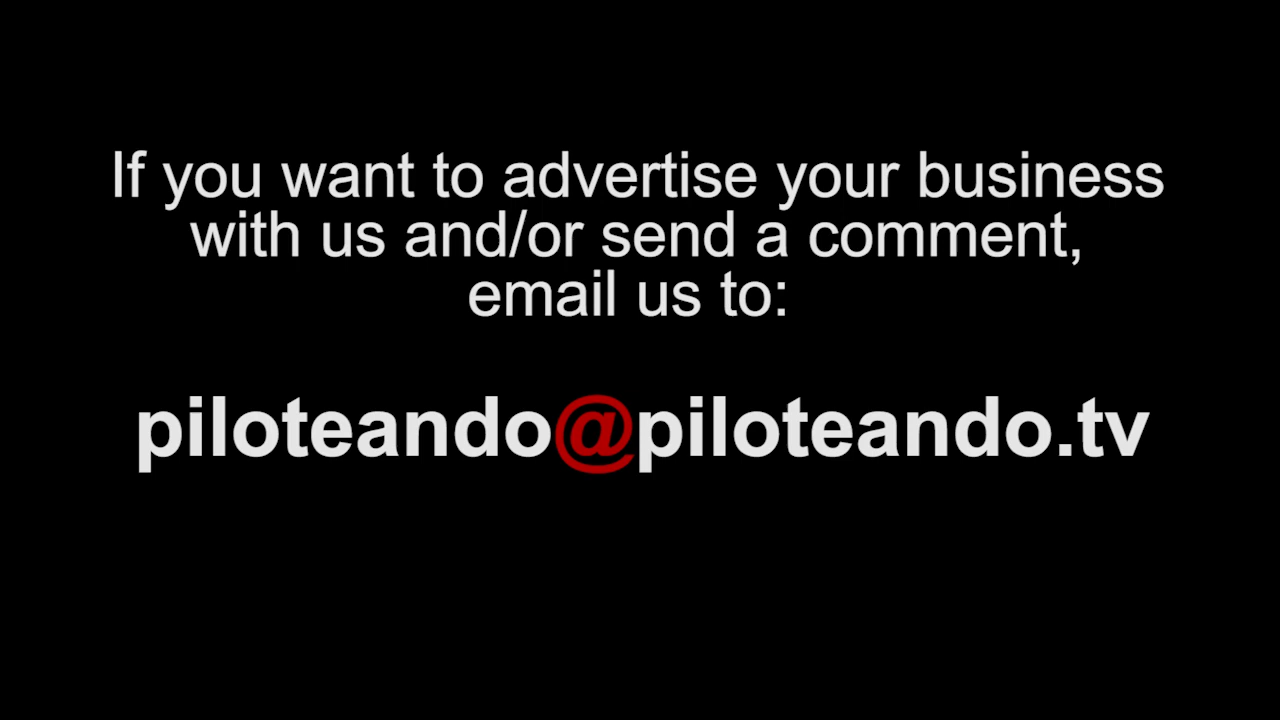 If you want to advertise your business
with us and/or send a comment,
email us to:
piloteando@piloteando.tv